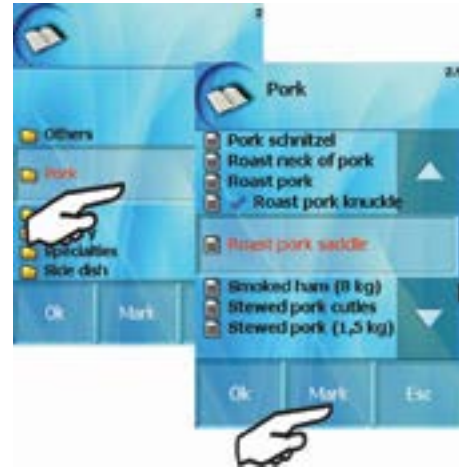 Others
Pork
Specialties
Side dish
Ok
Mark
Pork
Pork schnitzel
Roast neck of pork
Roast pork
Roast pork knuckle
Roast pork saddle
Smoked ham (8 kg)
Stewed pork cutles
Stewed pork (1,5 kg)
Ok
Mark
Esc